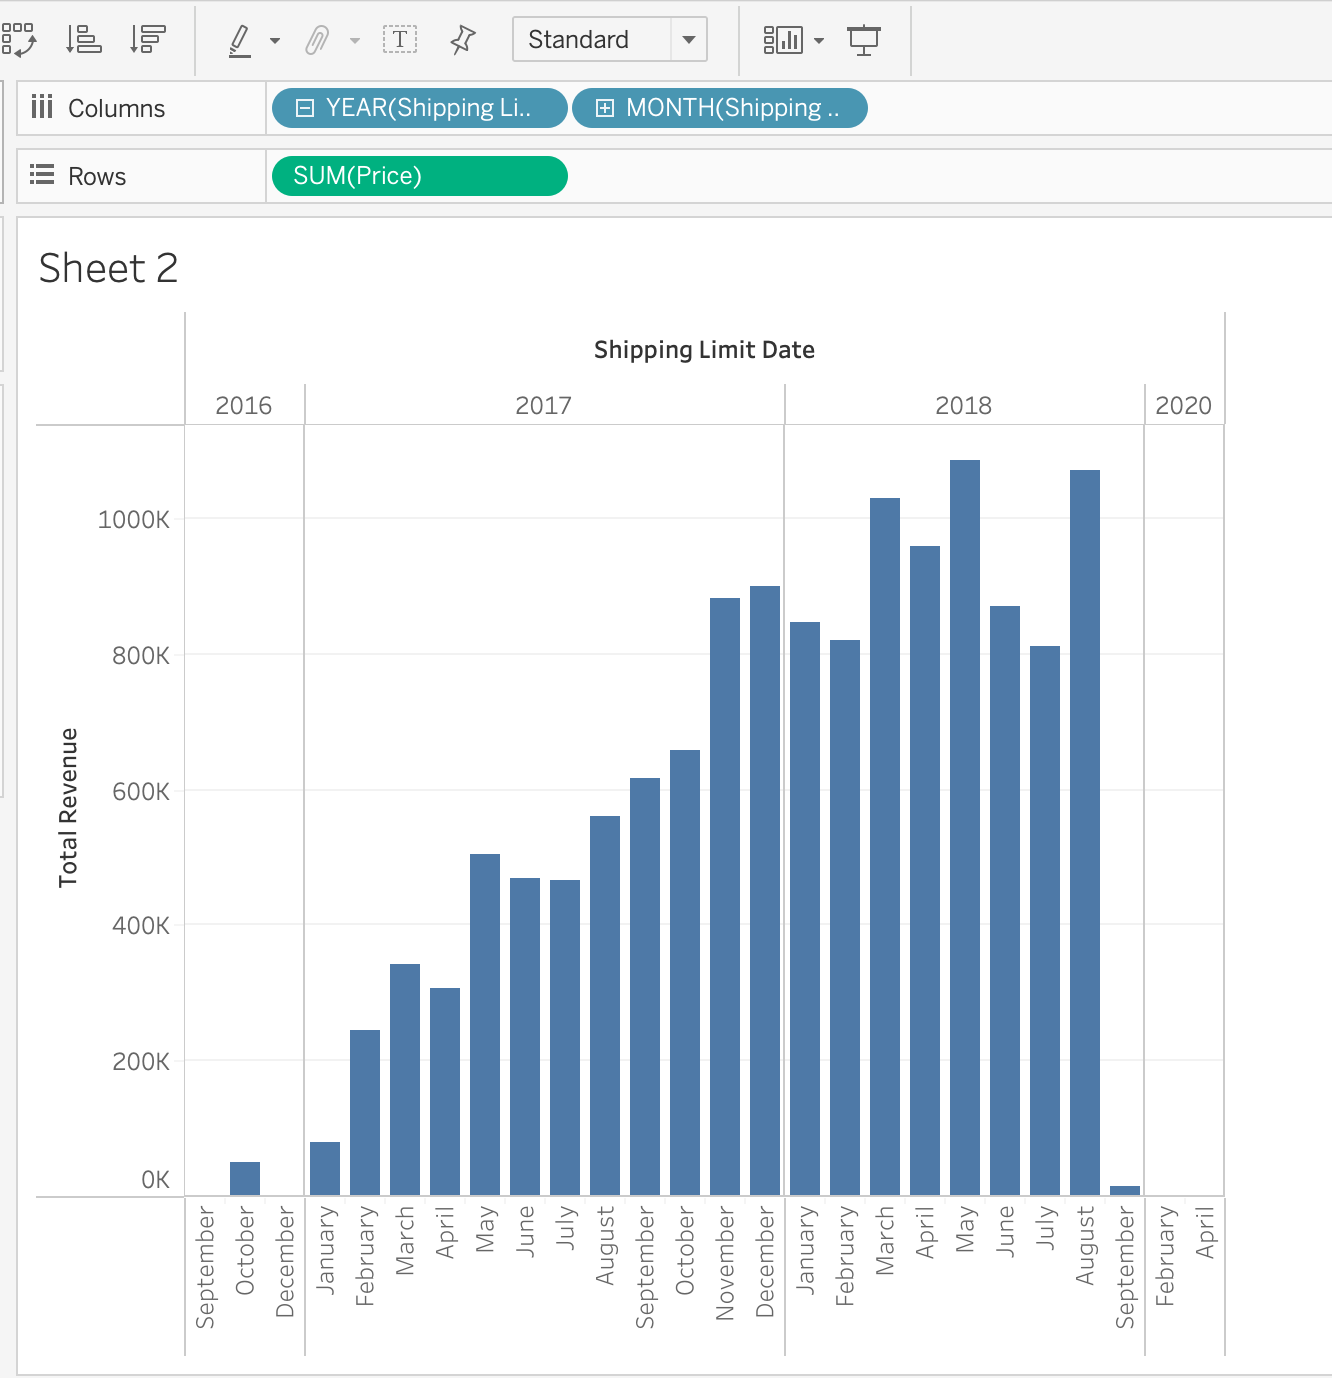 T Standard
Columns YEAR(Shipping Li.. MONTH(Shipping ..
Rows SUM(Price)
Sheet 2
Shipping Limit Date
2016 2017 2018 2020
Total Revenue
1000K
800K
600K
400K
200K
0K
September October December January February March April May June July August September October November December January February March April May June July August September February April